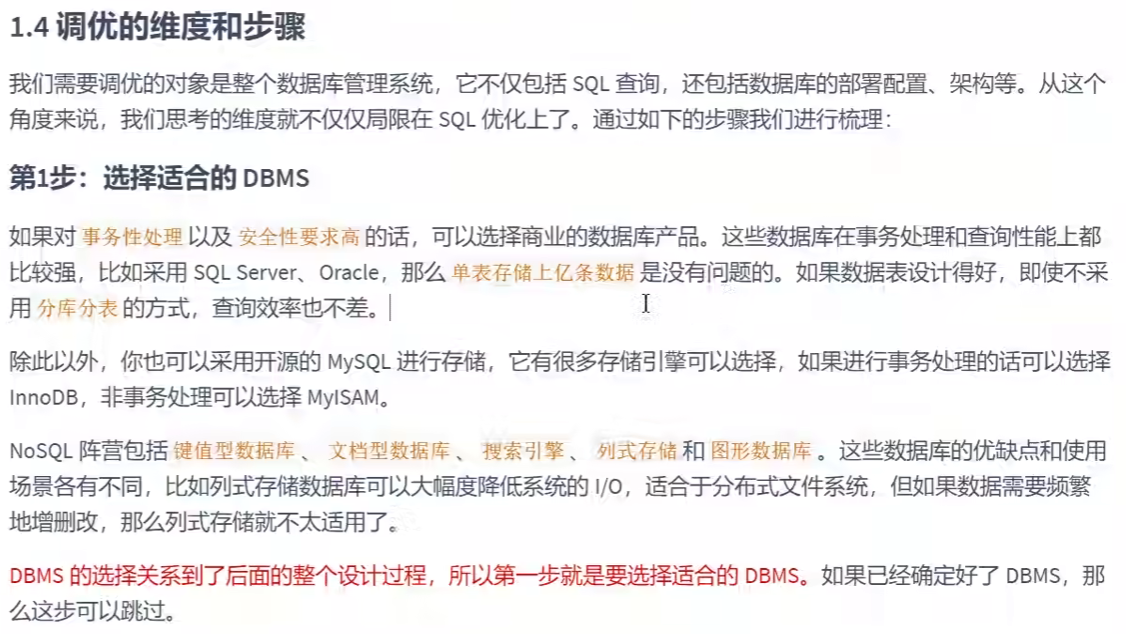 1.4 调优的维度和步骤
我们需要调优的对象是整个数据库管理系统，它不仅包括 SQL 查询，还包括数据库的部署配置、架构等。从这个
角度来说，我们思考的维度就不仅仅局限在 SQL 优化上了。通过如下的步骤我们进行梳理：
第1步：选择适合的 DBMS
如果对 事务性处理 以及 安全性要求高 的话，可以选择商业的数据库产品。这些数据库在事务处理和查询性能上都
比较强，比如采用 SQL Server、Oracle，那么 单表存储上亿条数据 是没有问题的。如果数据表设计得好，即使不采
用 分库分表 的方式，查询效率也不差。
除此以外，你也可以采用开源的 MySQL 进行存储，它有很多存储引擎可以选择，如果进行事务处理的话可以选择
InnoDB，非事务处理可以选择 MyISAM。
NoSQL 阵营包括 键值型数据库 、 文档型数据库 、 搜索引擎 、 列式存储 和 图形数据库 。这些数据库的优缺点和使用
场景各有不同，比如列式存储数据库可以大幅度降低系统的 I/O，适合于分布式文件系统，但如果数据需要频繁
地增删改，那么列式存储就不太适用了。
DBMS 的选择关系到了后面的整个设计过程，所以第一步就是要选择适合的 DBMS。如果已经确定好了 DBMS，那
么这步可以跳过。